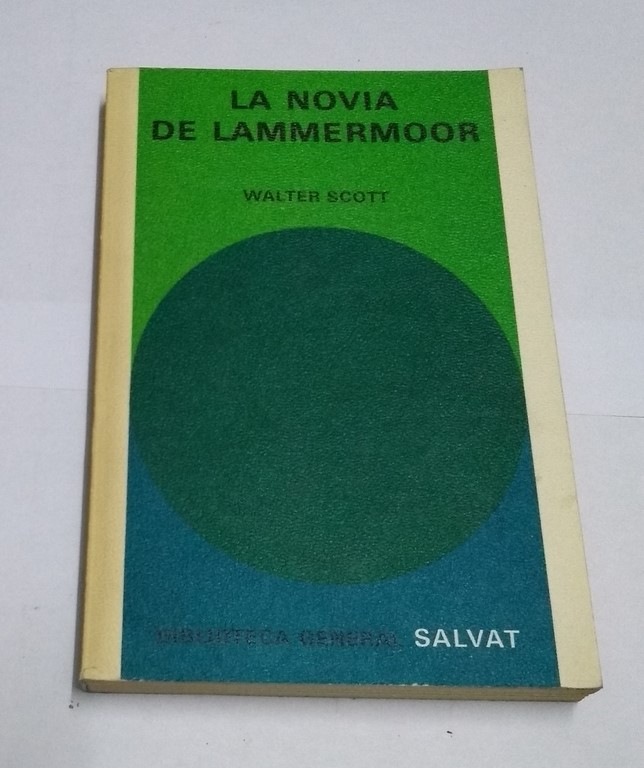 LA NOVIA
DE LAMMERMOOR
WALTER SCOTT
BIBLIOTECA GENERAL SALVAT